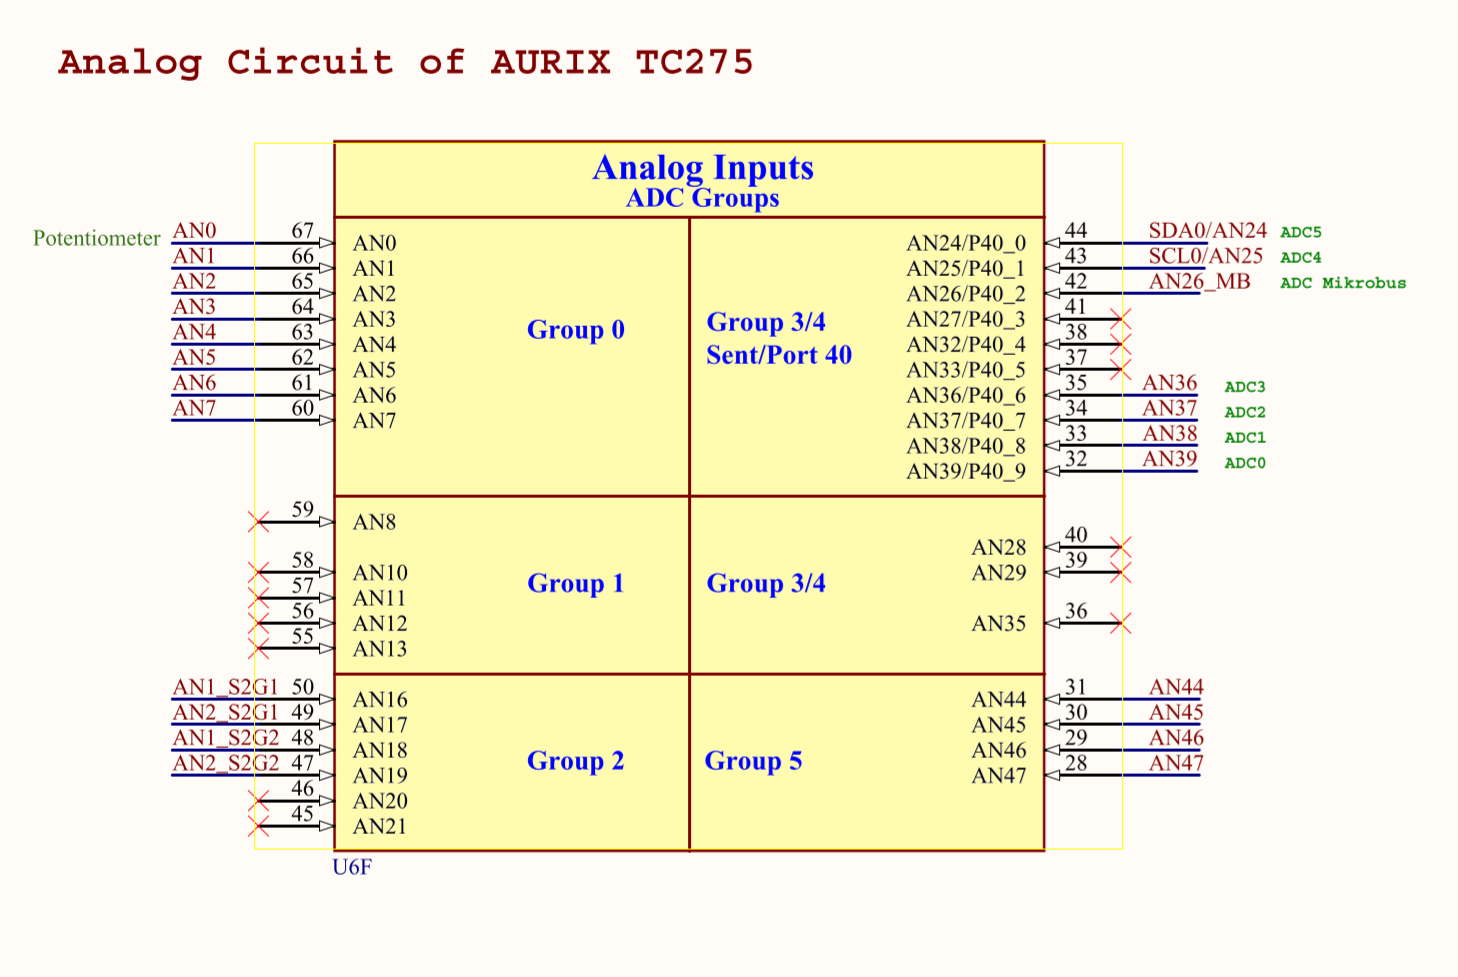 Analog Circuit of AURIX TC275
Analog Inputs
ADC Groups
Potentiometer AN0 67 AN0
AN1 66 AN1
AN2 65 AN2
AN3 64 AN3
AN4 63 AN4
AN5 62 AN5
AN6 61 AN6
AN7 60 AN7
Group 0
AN24/P40_0 44 SDA0/AN24 ADC5
AN25/P40_1 43 SCL0/AN25 ADC4
AN26/P40_2 42 AN26_MB ADC Mikrobus
AN27/P40_3 41
AN32/P40_4 38
AN33/P40_5 37
AN36/P40_6 35 AN36 ADC3
AN37/P40_7 34 AN37 ADC2
AN38/P40_8 33 AN38 ADC1
AN39/P40_9 32 AN39 ADC0
Group 3/4
Sent/Port 40
59 AN8
58 AN10
57 AN11
56 AN12
55 AN13
Group 1
Group 3/4
AN28 40
AN29 39
AN35 36
AN1_S2G1 50 AN16
AN2_S2G1 49 AN17
AN1_S2G2 48 AN18
AN2_S2G2 47 AN19
46 AN20
45 AN21
Group 2
Group 5
AN44 31 AN44
AN45 30 AN45
AN46 29 AN46
AN47 28 AN47
U6F